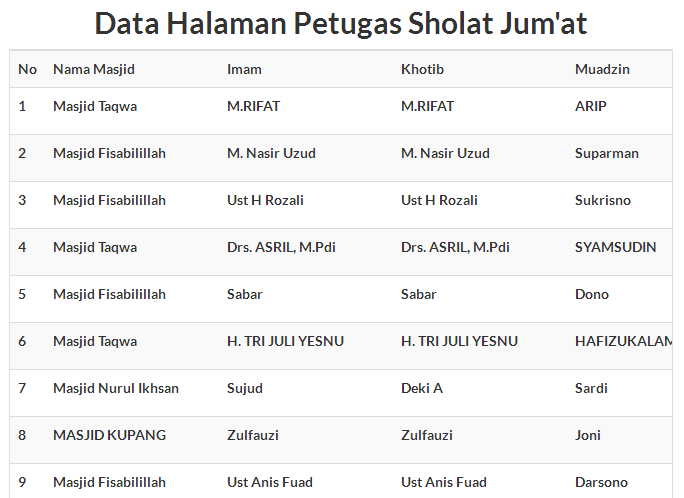 Data Halaman Petugas Sholat Jum'at
No Nama Masjid Imam Khotib Muadzin
1 Masjid Taqwa M.RIFAT M.RIFAT ARIP
2 Masjid Fisabilillah M. Nasir Uzud M. Nasir Uzud Suparman
3 Masjid Fisabilillah Ust H Rozali Ust H Rozali Sukrisno
4 Masjid Taqwa Drs. ASRIL, M.Pdi Drs. ASRIL, M.Pdi SYAMSUDIN
5 Masjid Fisabilillah Sabar Sabar Dono
6 Masjid Taqwa H. TRI JULI YESNU H. TRI JULI YESNU HAFIZUKALAM
7 Masjid Nurul Ikhsan Sujud Deki A Sardi
8 MASJID KUPANG Zulfauzi Zulfauzi Joni
9 Masjid Fisabilillah Ust Anis Fuad Ust Anis Fuad Darsono